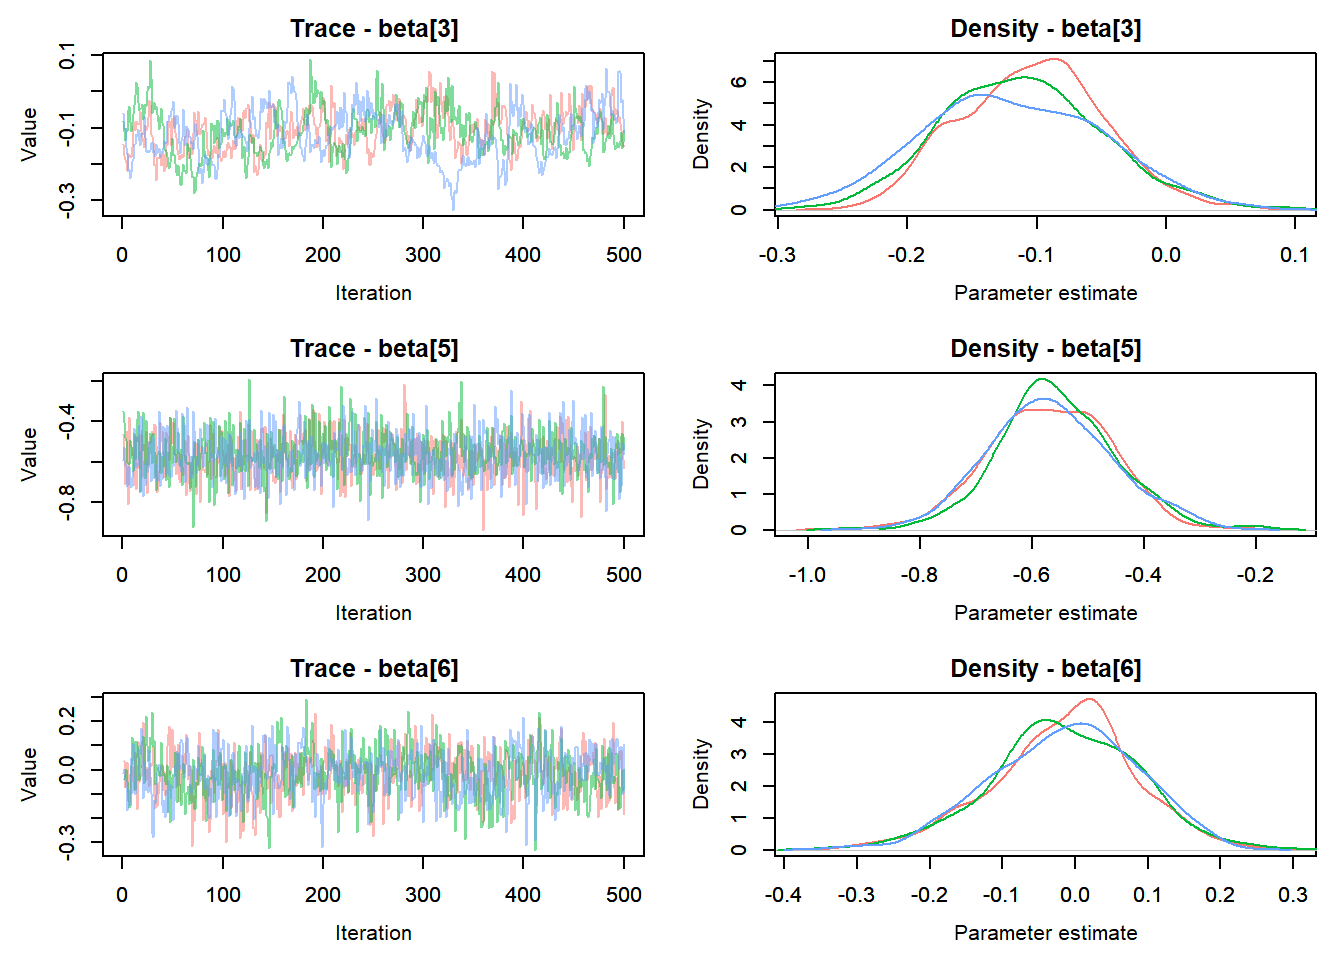 Trace - beta[3]
Value
0.1
-0.1
-0.3
0 100 200 300 400 500
Iteration
Density - beta[3]
Density
6
4
2
0
-0.3 -0.2 -0.1 0.0 0.1
Parameter estimate
Trace - beta[5]
Value
-0.4
-0.8
0 100 200 300 400 500
Iteration
Density - beta[5]
Density
4
3
2
1
0
-1.0 -0.8 -0.6 -0.4 -0.2
Parameter estimate
Trace - beta[6]
Value
0.2
0.0
-0.3
0 100 200 300 400 500
Iteration
Density - beta[6]
Density
4
3
2
1
0
-0.4 -0.3 -0.2 -0.1 0.0 0.1 0.2 0.3
Parameter estimate